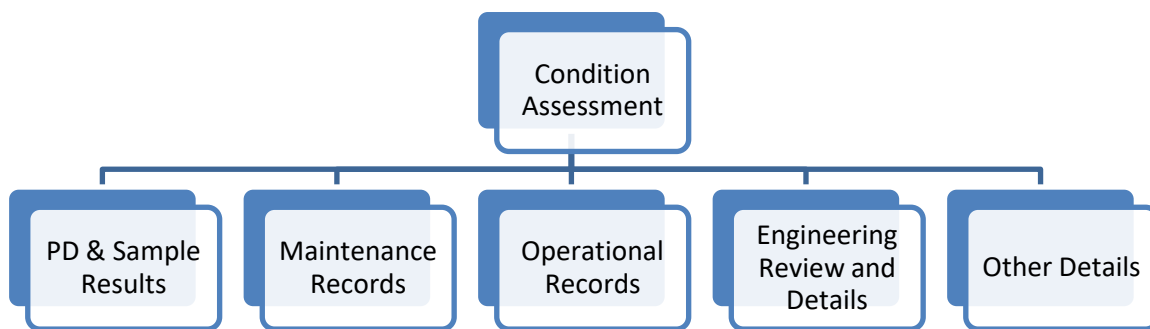 Condition
Assessment
PD & Sample
Results
Maintenance
Records
Operational
Records
Engineering
Review and
Details
Other Details